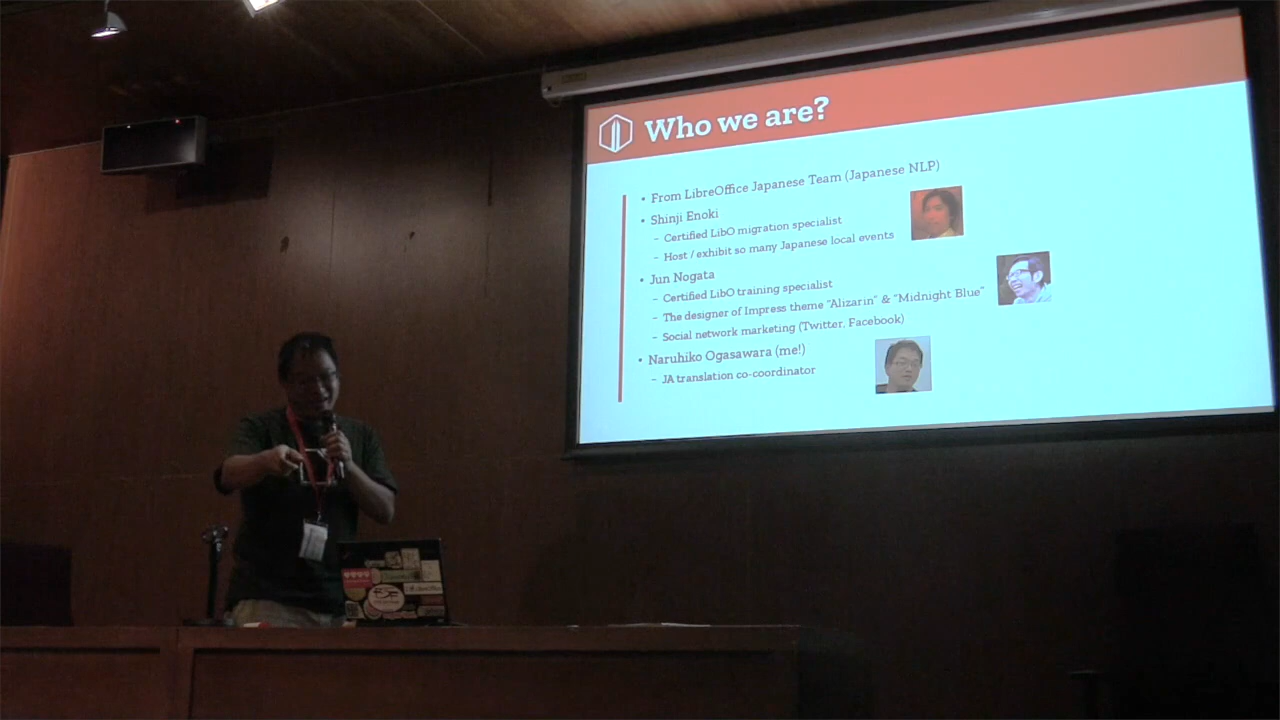 Who we are?
• From LibreOffice Japanese Team (Japanese NLP)
• Shinji Enoki
– Certified LibO migration specialist
– Host / exhibit so many Japanese local events
• Jun Nogata
– Certified LibO training specialist
– The designer of Impress theme "Alizarin" & "Midnight Blue"
– Social network marketing (Twitter, Facebook)
• Naruhiko Ogasawara (me!)
– JA translation co-coordinator